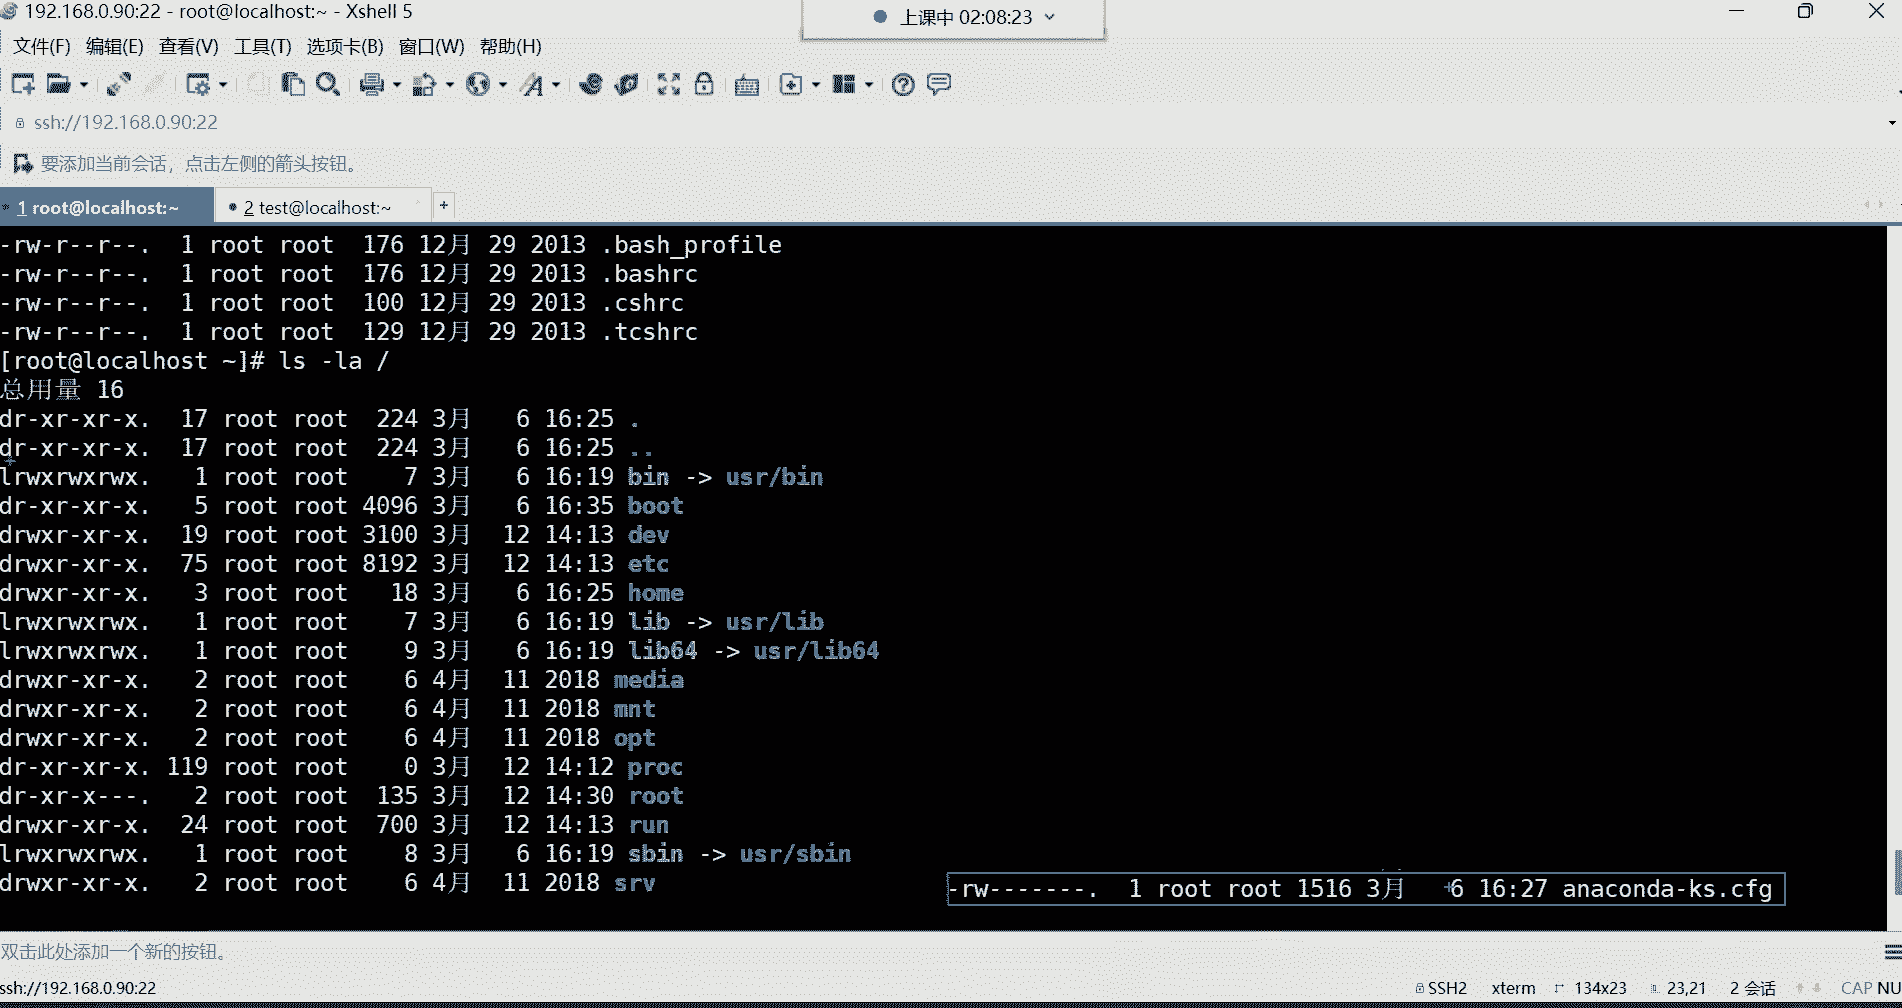 192.168.0.90:22 - root@localhost:~ - Xshell 5
上课中 02:08:23
文件(F) 编辑(E) 查看(V) 工具(T) 选项卡(B) 窗口(W) 帮助(H)
ssh://192.168.0.90:22
要添加当前会话，点击左侧的箭头按钮。
1 root@localhost:~
2 test@localhost:~
+
-rw-r--r--. 1 root root 176 12月 29 2013 .bash_profile
-rw-r--r--. 1 root root 176 12月 29 2013 .bashrc
-rw-r--r--. 1 root root 100 12月 29 2013 .cshrc
-rw-r--r--. 1 root root 129 12月 29 2013 .tcshrc
[root@localhost ~]# ls -la /
总用量 16
dr-xr-xr-x. 17 root root 224 3月 6 16:25 .
dr-xr-xr-x. 17 root root 224 3月 6 16:25 ..
lrwxrwxrwx. 1 root root 7 3月 6 16:19 bin -> usr/bin
dr-xr-xr-x. 5 root root 4096 3月 6 16:35 boot
drwxr-xr-x. 19 root root 3100 3月 12 14:13 dev
drwxr-xr-x. 75 root root 8192 3月 12 14:13 etc
drwxr-xr-x. 3 root root 18 3月 6 16:25 home
lrwxrwxrwx. 1 root root 7 3月 6 16:19 lib -> usr/lib
lrwxrwxrwx. 1 root root 9 3月 6 16:19 lib64 -> usr/lib64
drwxr-xr-x. 2 root root 6 4月 11 2018 media
drwxr-xr-x. 2 root root 6 4月 11 2018 mnt
drwxr-xr-x. 2 root root 6 4月 11 2018 opt
dr-xr-xr-x. 119 root root 0 3月 12 14:12 proc
dr-xr-x---. 2 root root 135 3月 12 14:30 root
drwxr-xr-x. 24 root root 700 3月 12 14:13 run
lrwxrwxrwx. 1 root root 8 3月 6 16:19 sbin -> usr/sbin
drwxr-xr-x. 2 root root 6 4月 11 2018 srv
-rw-------. 1 root root 1516 3月 6 16:27 anaconda-ks.cfg
双击此处添加一个新的按钮。
ssh://192.168.0.90:22
SSH2 xterm 134x23 23,21 2 会话 CAP NU